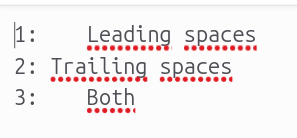 1:    Leading spaces
2: Trailing spaces
3:    Both